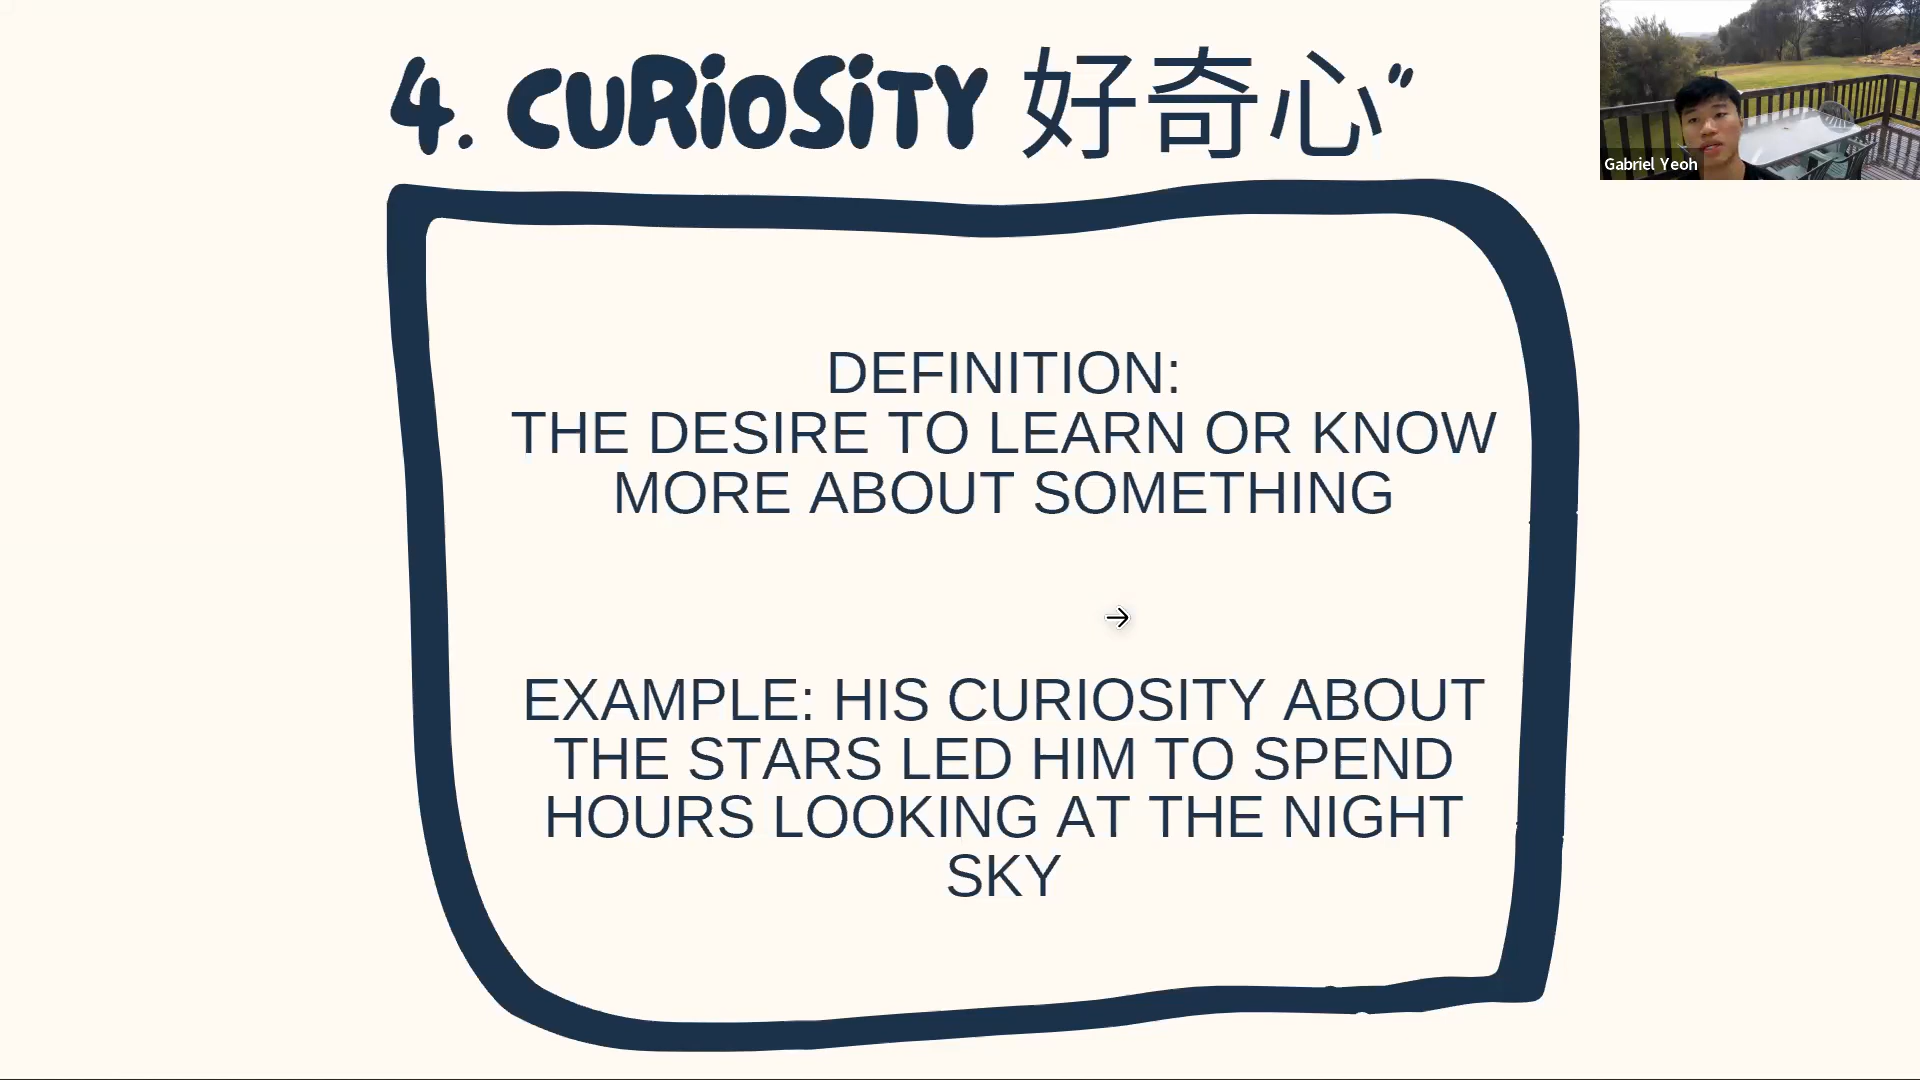 4. CURIOSITY 好奇心"
Gabriel Yeoh
DEFINITION:
THE DESIRE TO LEARN OR KNOW
MORE ABOUT SOMETHING
EXAMPLE: HIS CURIOSITY ABOUT
THE STARS LED HIM TO SPEND
HOURS LOOKING AT THE NIGHT
SKY